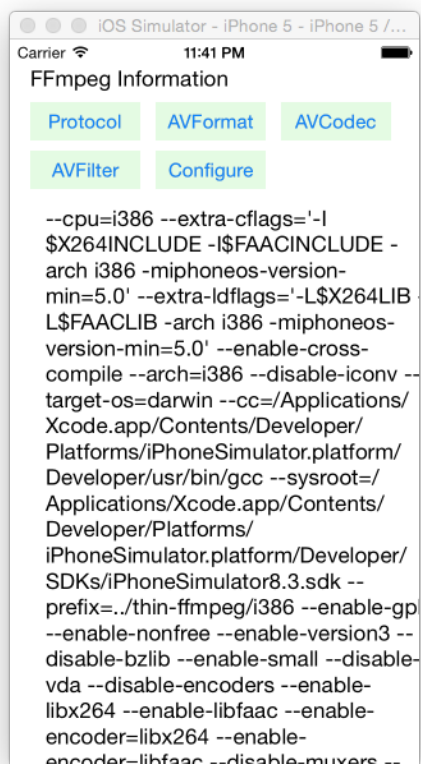 iOS Simulator - iPhone 5 - iPhone 5 /...
Carrier 11:41 PM
FFmpeg Information
Protocol AVFormat AVCodec
AVFilter Configure
--cpu=i386 --extra-cflags='-I
$X264INCLUDE -I$FAACINCLUDE -
arch i386 -miphoneos-version-
min=5.0' --extra-ldflags='-L$X264LIB -
L$FAACLIB -arch i386 -miphoneos-
version-min=5.0' --enable-cross-
compile --arch=i386 --disable-iconv --
target-os=darwin --cc=/Applications/
Xcode.app/Contents/Developer/
Platforms/iPhoneSimulator.platform/
Developer/usr/bin/gcc --sysroot=/
Applications/Xcode.app/Contents/
Developer/Platforms/
iPhoneSimulator.platform/Developer/
SDKs/iPhoneSimulator8.3.sdk --
prefix=../thin-ffmpeg/i386 --enable-gpl
--enable-nonfree --enable-version3 --
disable-bzlib --enable-small --disable-
vda --disable-encoders --enable-
libx264 --enable-libfaac --enable-
encoder=libx264 --enable-
encoder=libfaac --disable-muxers --